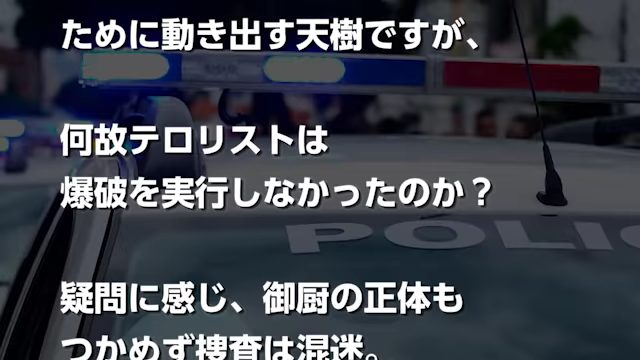 ために動き出す天樹ですが、
何故テロリストは
爆破を実行しなかったのか？
POLIC
疑問に感じ、御厨の正体も
つかめず捜査は混迷。